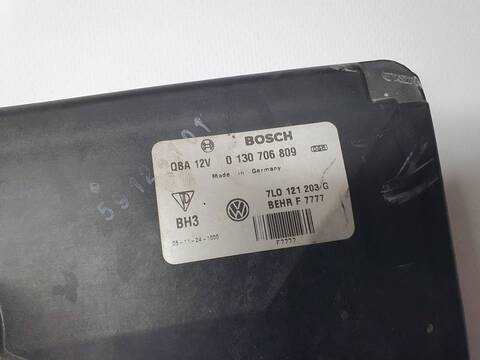 BOSCH
QBA 12V 0 130 706 809
Made in Germany
7L0 121 203 G
BEHR F 7777
BH3
F7777